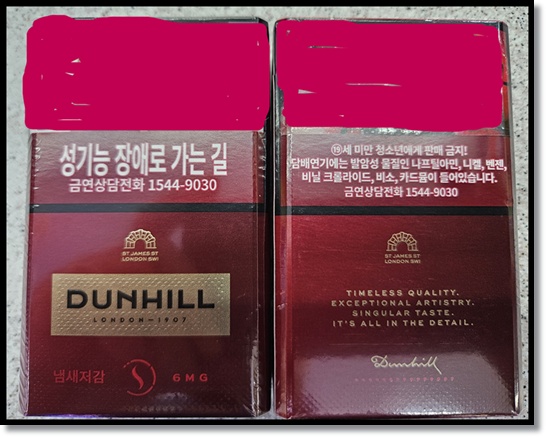 성기능 장애로 가는 길
금연상담전화 1544-9030
ST JAMES ST
LONDON SW1
DUNHILL
LONDON — 1907
냄새저감
6MG
⑲세 미만 청소년에게 판매 금지!
담배연기에는 발암성 물질인 나프틸아민, 니켈, 벤젠,
비닐 크롤라이드, 비소, 카드뮴이 들어있습니다.
금연상담전화 1544-9030
ST JAMES ST
LONDON SW1
TIMELESS QUALITY.
EXCEPTIONAL ARTISTRY.
SINGULAR TASTE.
IT'S ALL IN THE DETAIL.
Dunhill